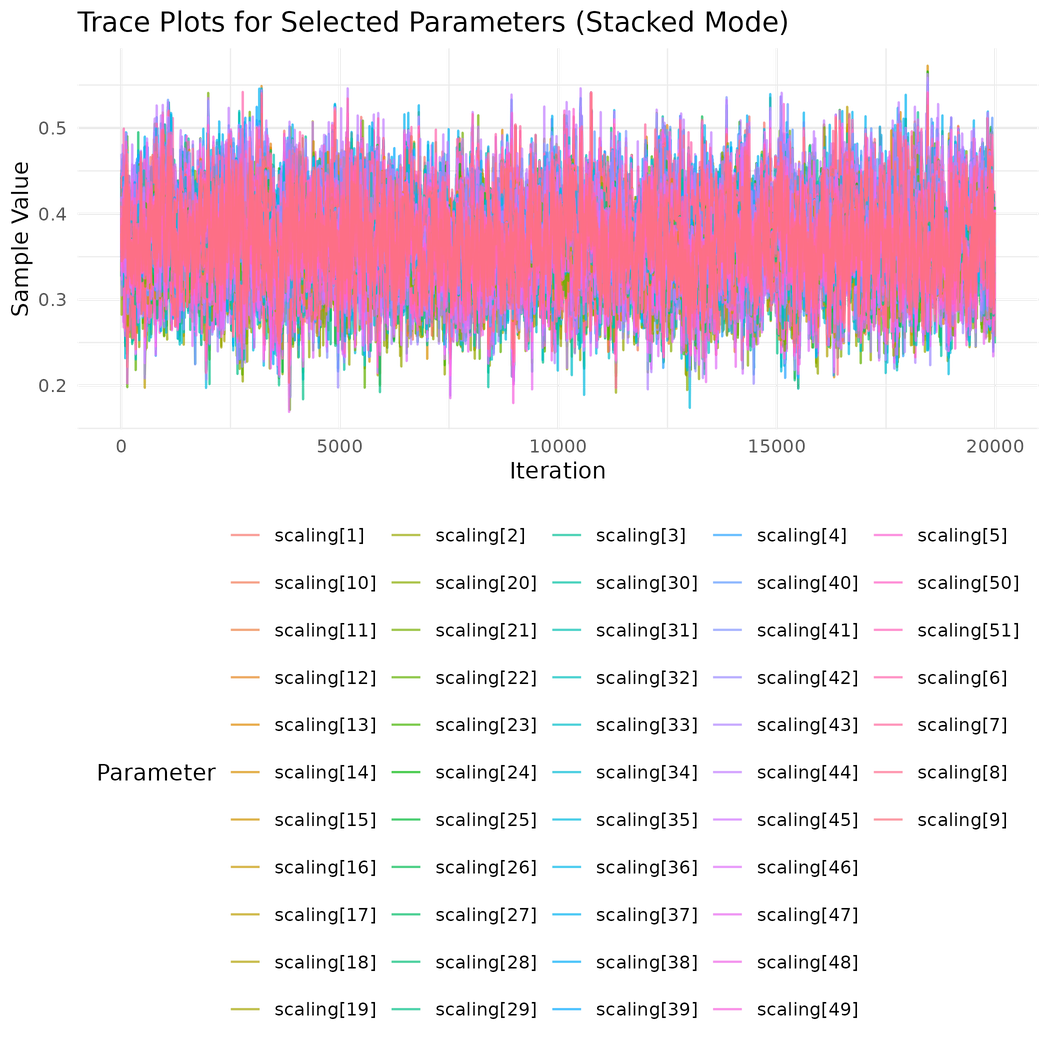 Trace Plots for Selected Parameters (Stacked Mode)
Sample Value
0.5
0.4
0.3
0.2
0 5000 10000 15000 20000
Iteration
Parameter
scaling[1] scaling[2] scaling[3] scaling[4] scaling[5]
scaling[10] scaling[20] scaling[30] scaling[40] scaling[50]
scaling[11] scaling[21] scaling[31] scaling[41] scaling[51]
scaling[12] scaling[22] scaling[32] scaling[42] scaling[6]
scaling[13] scaling[23] scaling[33] scaling[43] scaling[7]
scaling[14] scaling[24] scaling[34] scaling[44] scaling[8]
scaling[15] scaling[25] scaling[35] scaling[45] scaling[9]
scaling[16] scaling[26] scaling[36] scaling[46]
scaling[17] scaling[27] scaling[37] scaling[47]
scaling[18] scaling[28] scaling[38] scaling[48]
scaling[19] scaling[29] scaling[39] scaling[49]